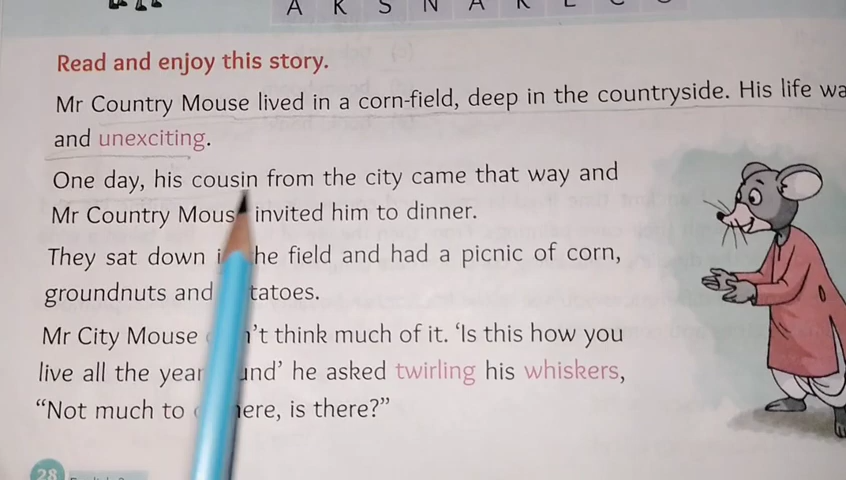 A K S N A K E C O
Read and enjoy this story.
Mr Country Mouse lived in a corn-field, deep in the countryside. His life wa
and unexciting.
One day, his cousin from the city came that way and
Mr Country Mous invited him to dinner.
They sat down i he field and had a picnic of corn,
groundnuts and tatoes.
Mr City Mouse 't think much of it. ‘Is this how you
live all the year und’ he asked twirling his whiskers,
“Not much to ere, is there?”
28